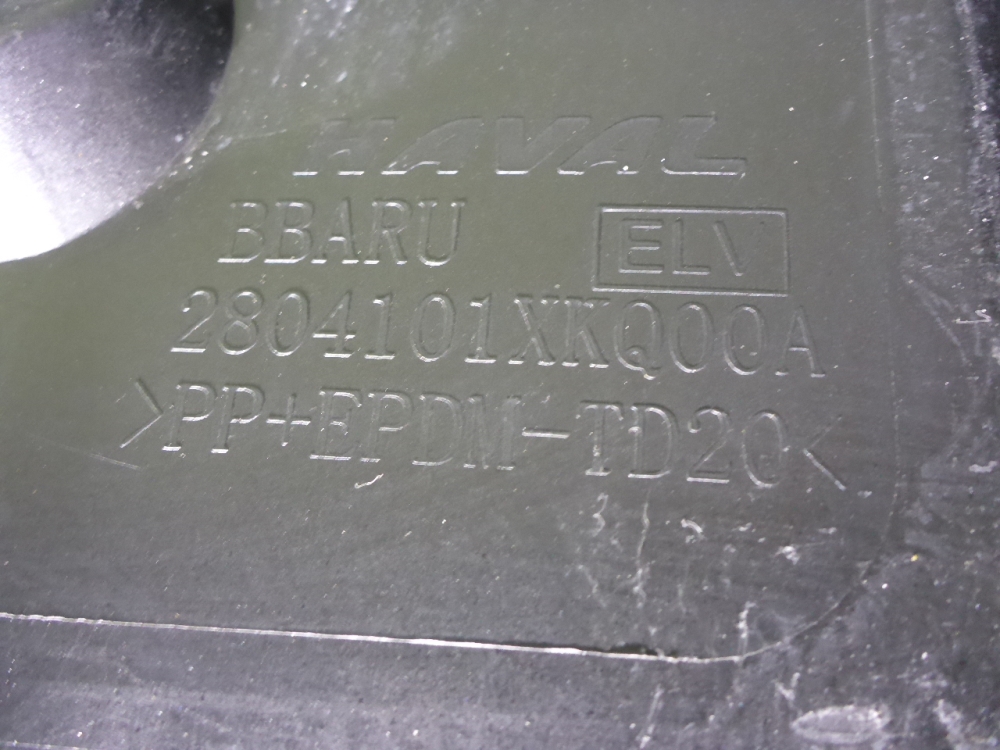 HAVAL
BBARU ELV
2804101XKQ00A
>PP+EPDM-TD20<